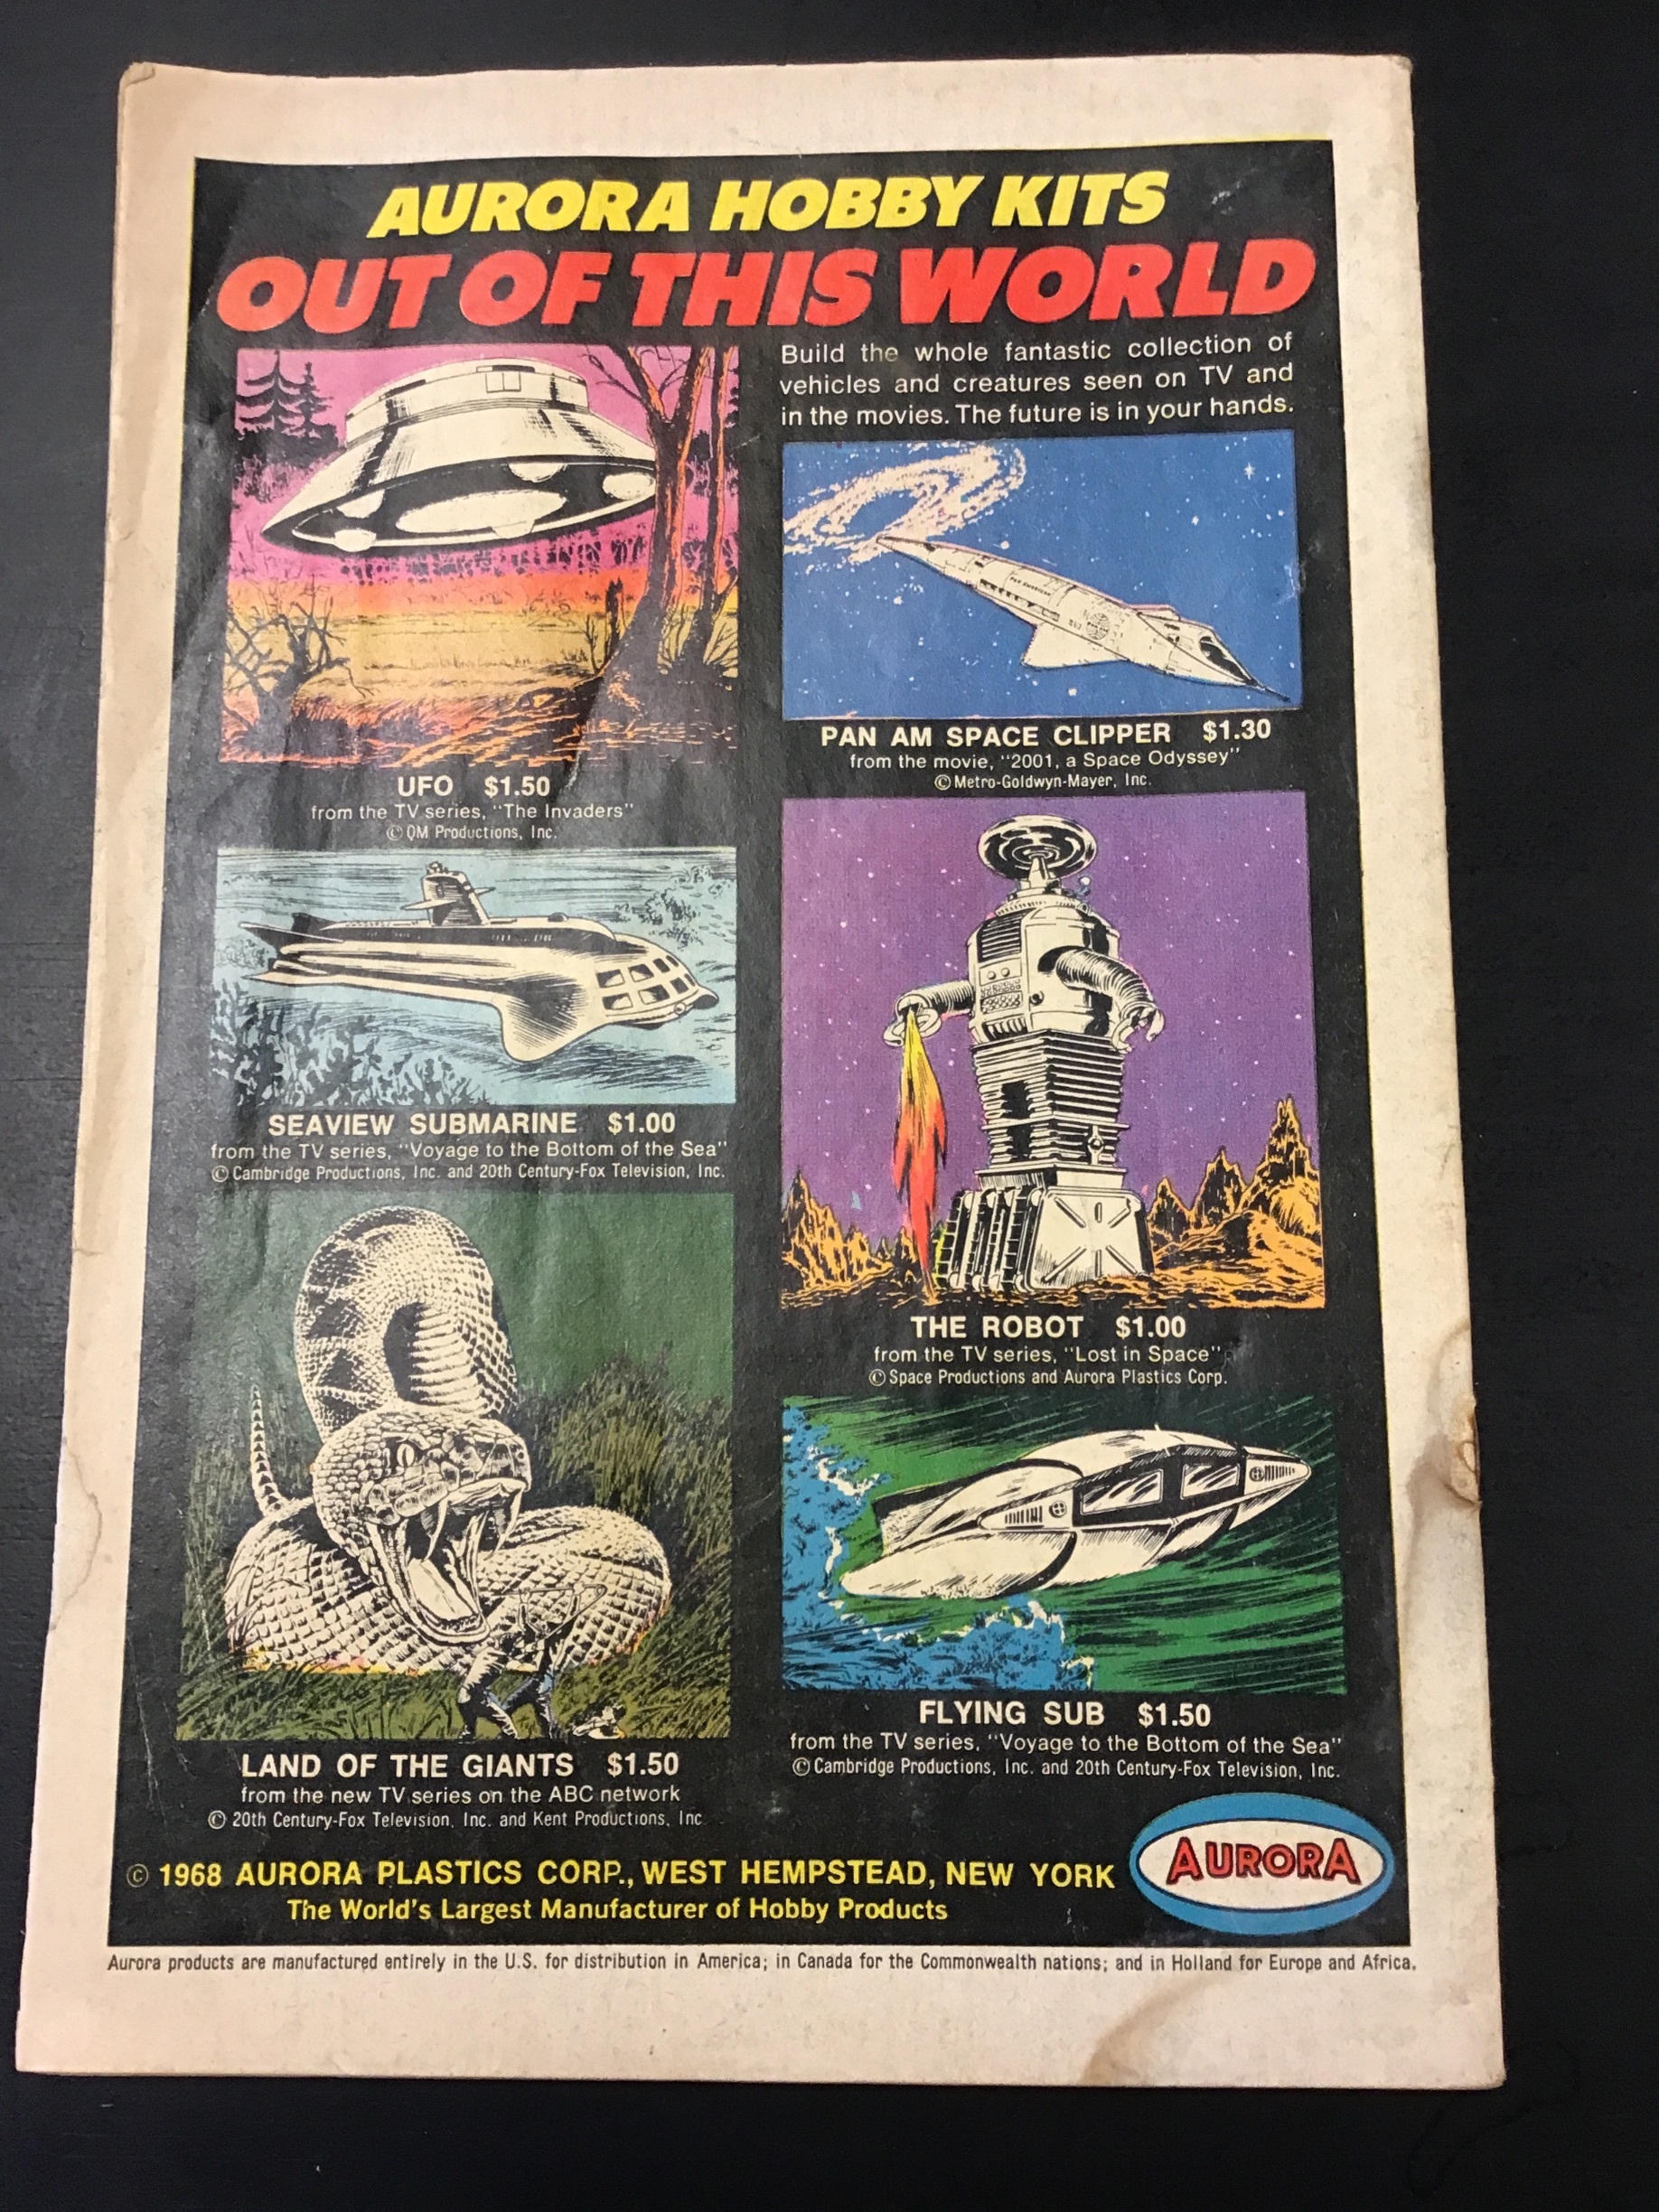 AURORA HOBBY KITS
OUT OF THIS WORLD
Build the whole fantastic collection of
vehicles and creatures seen on TV and
in the movies. The future is in your hands.
UFO $1.50
from the TV series, "The Invaders"
© QM Productions, Inc.
PAN AMERICAN
PAN AM SPACE CLIPPER $1.30
from the movie, "2001, a Space Odyssey"
© Metro-Goldwyn-Mayer, Inc.
SEAVIEW SUBMARINE $1.00
from the TV series, "Voyage to the Bottom of the Sea"
© Cambridge Productions, Inc. and 20th Century-Fox Television, Inc.
THE ROBOT $1.00
from the TV series, "Lost in Space"
© Space Productions and Aurora Plastics Corp.
LAND OF THE GIANTS $1.50
from the new TV series on the ABC network
© 20th Century-Fox Television, Inc. and Kent Productions, Inc
FLYING SUB $1.50
from the TV series, "Voyage to the Bottom of the Sea"
© Cambridge Productions, Inc. and 20th Century-Fox Television, Inc.
© 1968 AURORA PLASTICS CORP., WEST HEMPSTEAD, NEW YORK
The World's Largest Manufacturer of Hobby Products
AURORA
Aurora products are manufactured entirely in the U.S. for distribution in America; in Canada for the Commonwealth nations; and in Holland for Europe and Africa.